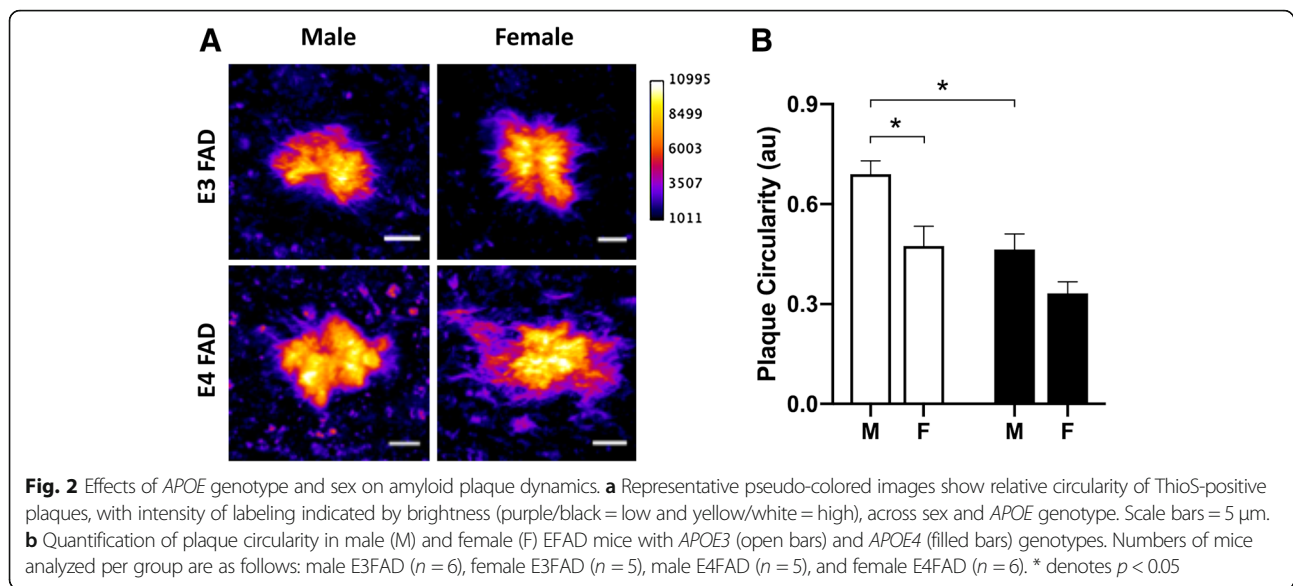 A
Male
Female
E3 FAD
E4 FAD
10995
8499
6003
3507
1011
B
Plaque Circularity (au)
0.9
0.6
0.3
0.0
*
*
M
F
M
F
Fig. 2 Effects of APOE genotype and sex on amyloid plaque dynamics. a Representative pseudo-colored images show relative circularity of ThioS-positive
plaques, with intensity of labeling indicated by brightness (purple/black = low and yellow/white = high), across sex and APOE genotype. Scale bars = 5 μm.
b Quantification of plaque circularity in male (M) and female (F) EFAD mice with APOE3 (open bars) and APOE4 (filled bars) genotypes. Numbers of mice
analyzed per group are as follows: male E3FAD (n = 6), female E3FAD (n = 5), male E4FAD (n = 5), and female E4FAD (n = 6). * denotes p < 0.05